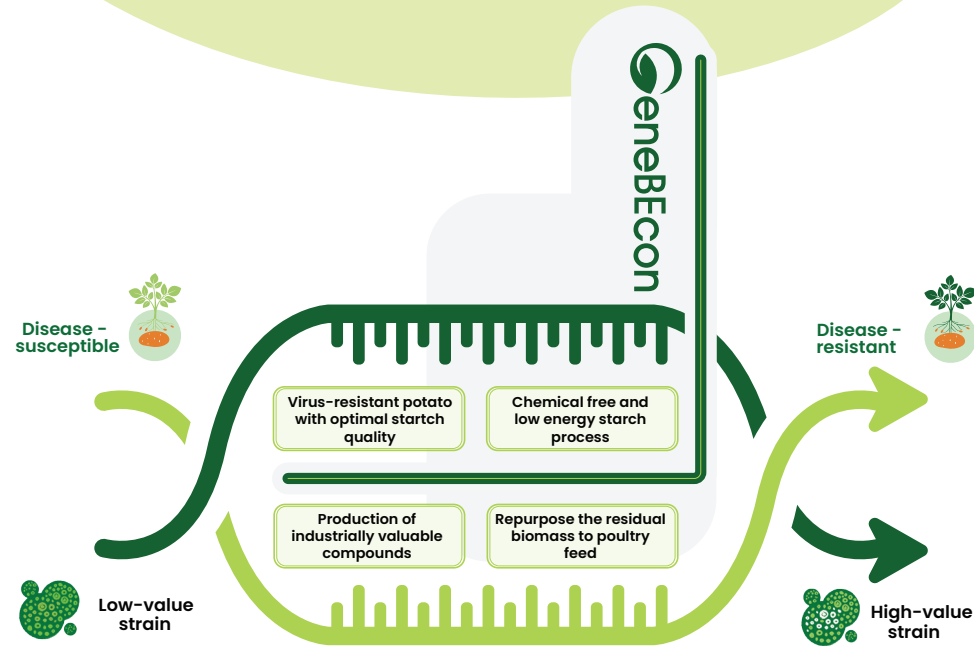 GeneBEcon
Disease -
susceptible
Disease -
resistant
Virus-resistant potato
with optimal startch
quality
Chemical free and
low energy starch
process
Production of
industrially valuable
compounds
Repurpose the residual
biomass to poultry
feed
Low-value
strain
High-value
strain